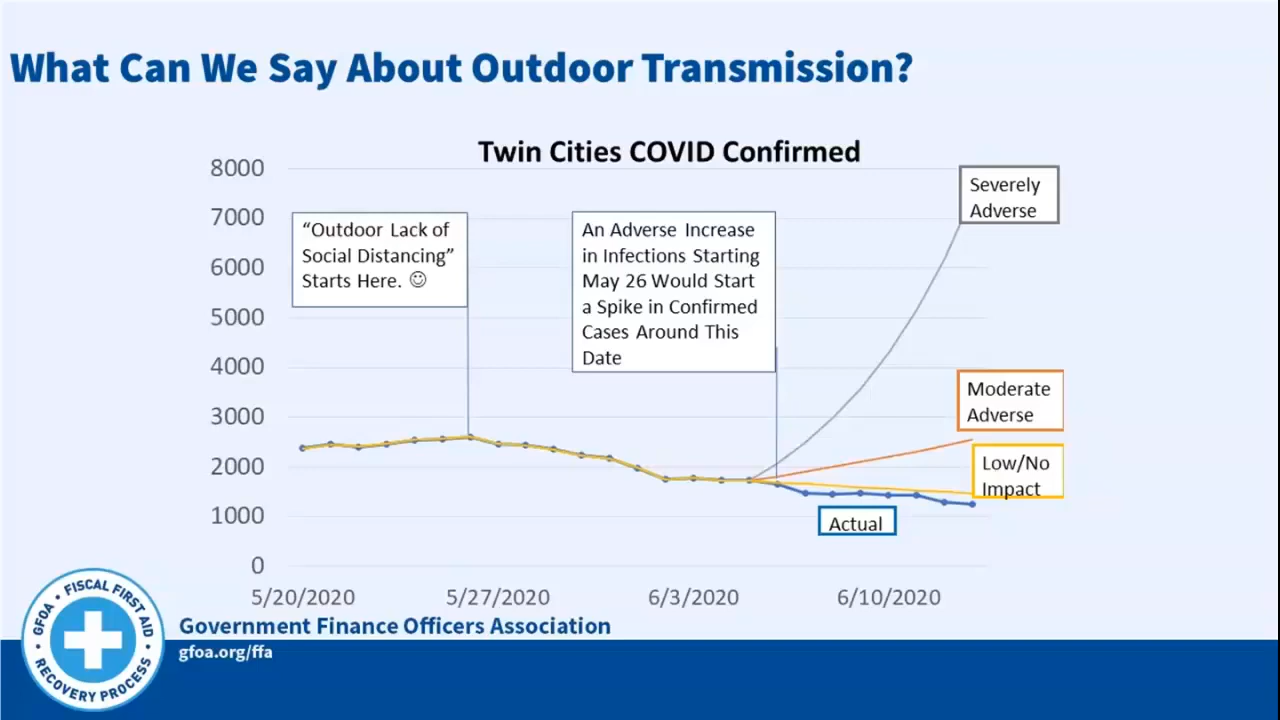 What Can We Say About Outdoor Transmission?
Twin Cities COVID Confirmed
8000
7000
6000
5000
4000
3000
2000
1000
0
“Outdoor Lack of
Social Distancing”
Starts Here. ☺
An Adverse Increase
in Infections Starting
May 26 Would Start
a Spike in Confirmed
Cases Around This
Date
Severely
Adverse
Moderate
Adverse
Low/No
Impact
Actual
5/20/2020
5/27/2020
6/3/2020
6/10/2020
GFOA • FISCAL FIRST AID
• RECOVERY PROCESS •
Government Finance Officers Association
gfoa.org/ffa